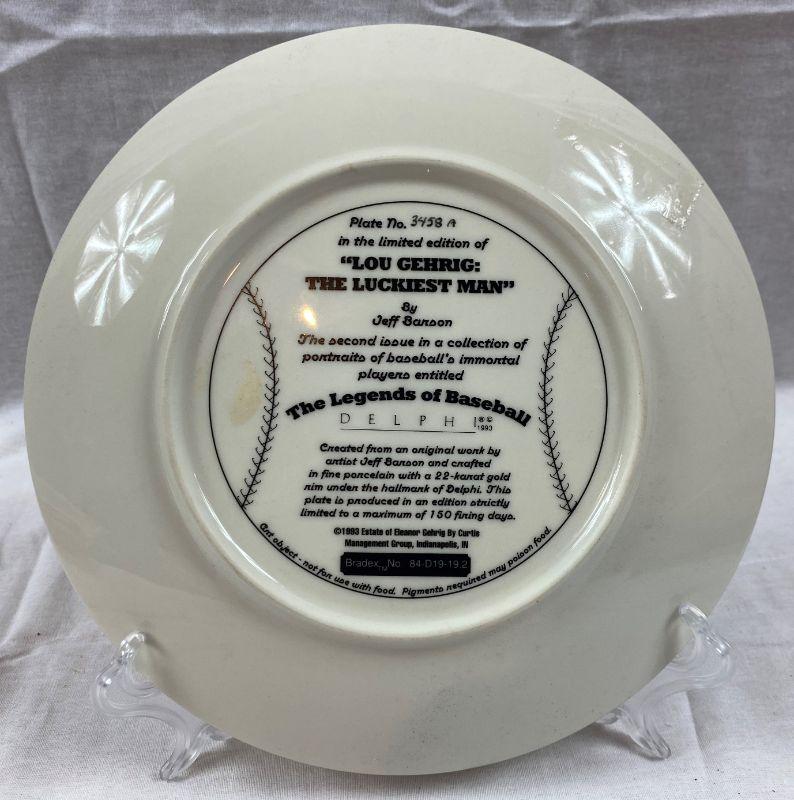 Plate No. 3458 A
in the limited edition of
“LOU GEHRIG:
THE LUCKIEST MAN”
By
Jeff Barson
The second issue in a collection of
portraits of baseball's immortal
players entitled
The Legends of Baseball
DELPHI ®©
1993
Created from an original work by
artist Jeff Barson and crafted
in fine porcelain with a 22-karat gold
rim under the hallmark of Delphi. This
plate is produced in an edition strictly
limited to a maximum of 150 firing days.
©1993 Estate of Eleanor Gehrig By Curtis
Management Group, Indianapolis, IN
Bradex™ No. 84-D19-19.2
Art object - not for use with food. Pigments required may poison food.